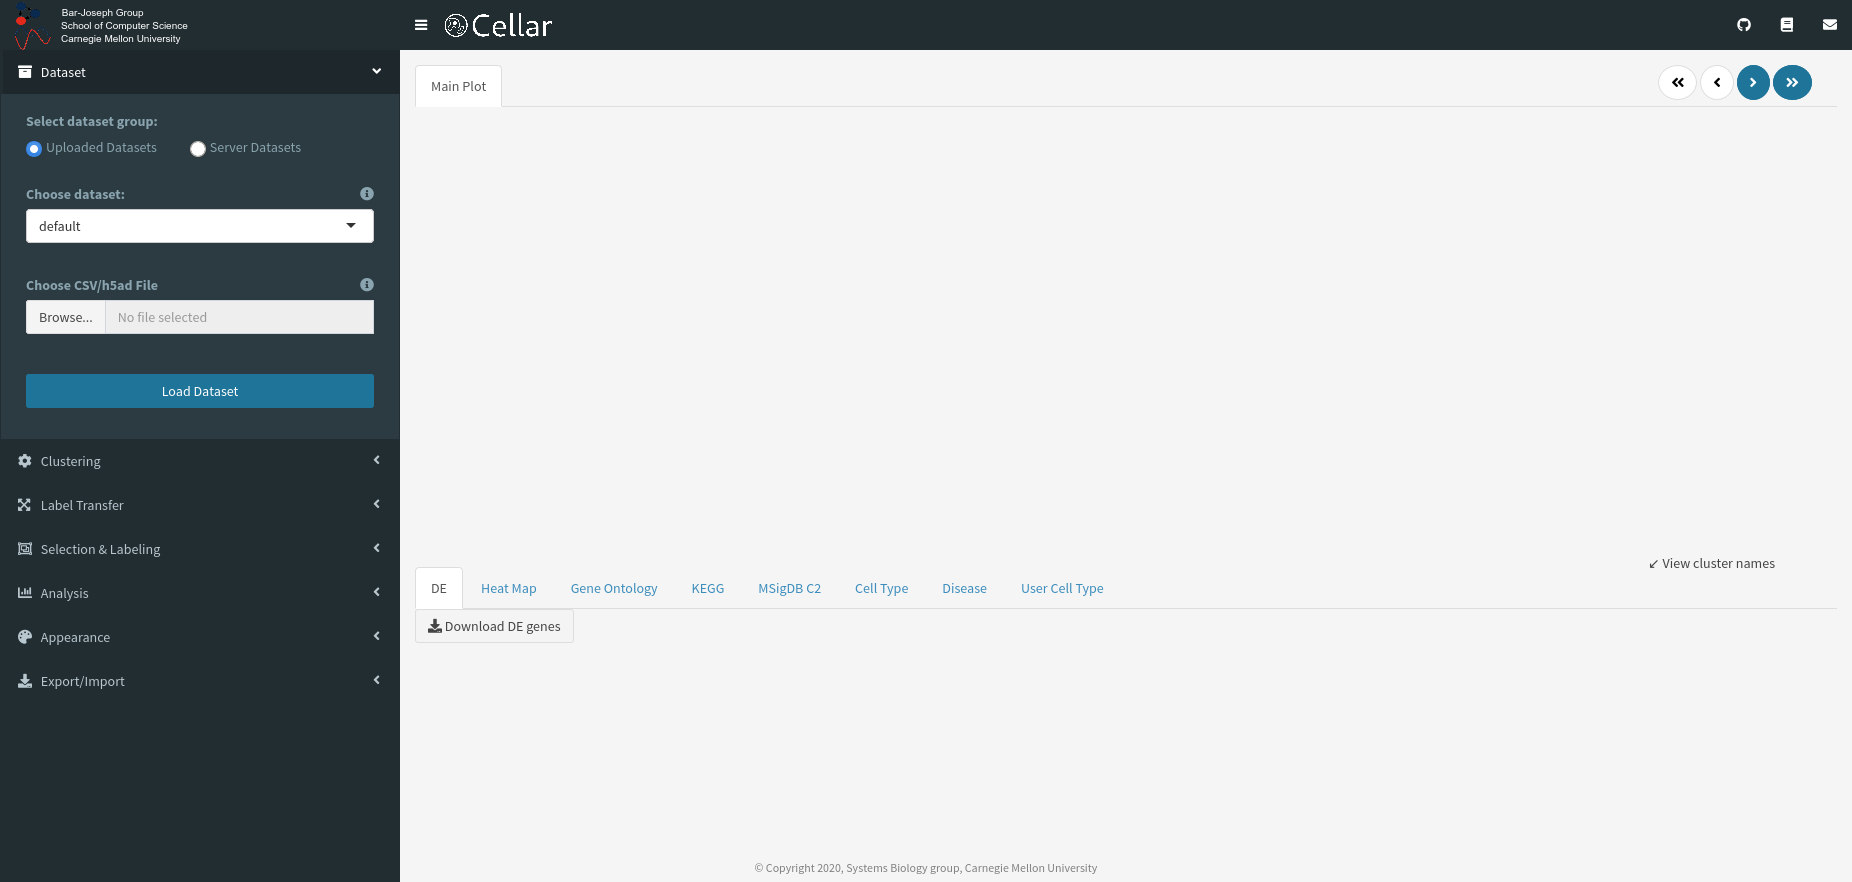 Bar-Joseph Group
School of Computer Science
Carnegie Mellon University
Cellar
Dataset
Select dataset group:
Uploaded Datasets Server Datasets
Choose dataset:
default
Choose CSV/h5ad File
Browse... No file selected
Load Dataset
Clustering
Label Transfer
Selection & Labeling
Analysis
Appearance
Export/Import
Main Plot
↙ View cluster names
DE Heat Map Gene Ontology KEGG MSigDB C2 Cell Type Disease User Cell Type
Download DE genes
© Copyright 2020, Systems Biology group, Carnegie Mellon University